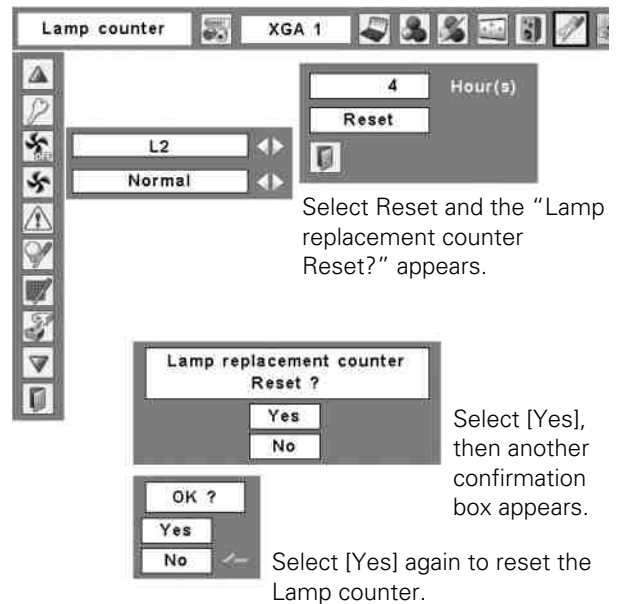 Lamp counter
XGA 1
4 Hour(s)
Reset
L2
OFF
Normal
Select Reset and the “Lamp
replacement counter
Reset?” appears.
Lamp replacement counter
Reset ?
Yes
No
Select [Yes],
then another
confirmation
box appears.
OK ?
Yes
No
Select [Yes] again to reset the
Lamp counter.